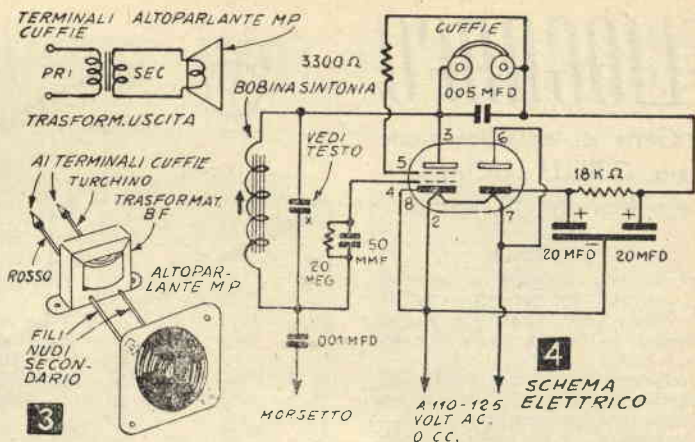 TERMINALI
CUFFIE
ALTOPARLANTE MP
PRI
SEC
TRASFORM. USCITA
AI TERMINALI CUFFIE
TURCHINO
TRASFORMAT.
BF
ROSSO
ALTOPAR-
LANTE MP
FILI
NUDI
SECON-
DARIO
3
3300 Ω
BOBINA SINTONIA
VEDI
TESTO
X
CUFFIE
005 MFD
3
6
5
4
8
2
7
18KΩ
+
+
-
20 MFD
20 MFD
20
MEG
50
MMF
001 MFD
MORSETTO
A 110-125
VOLT AC.
O CC.
4
SCHEMA
ELETTRICO